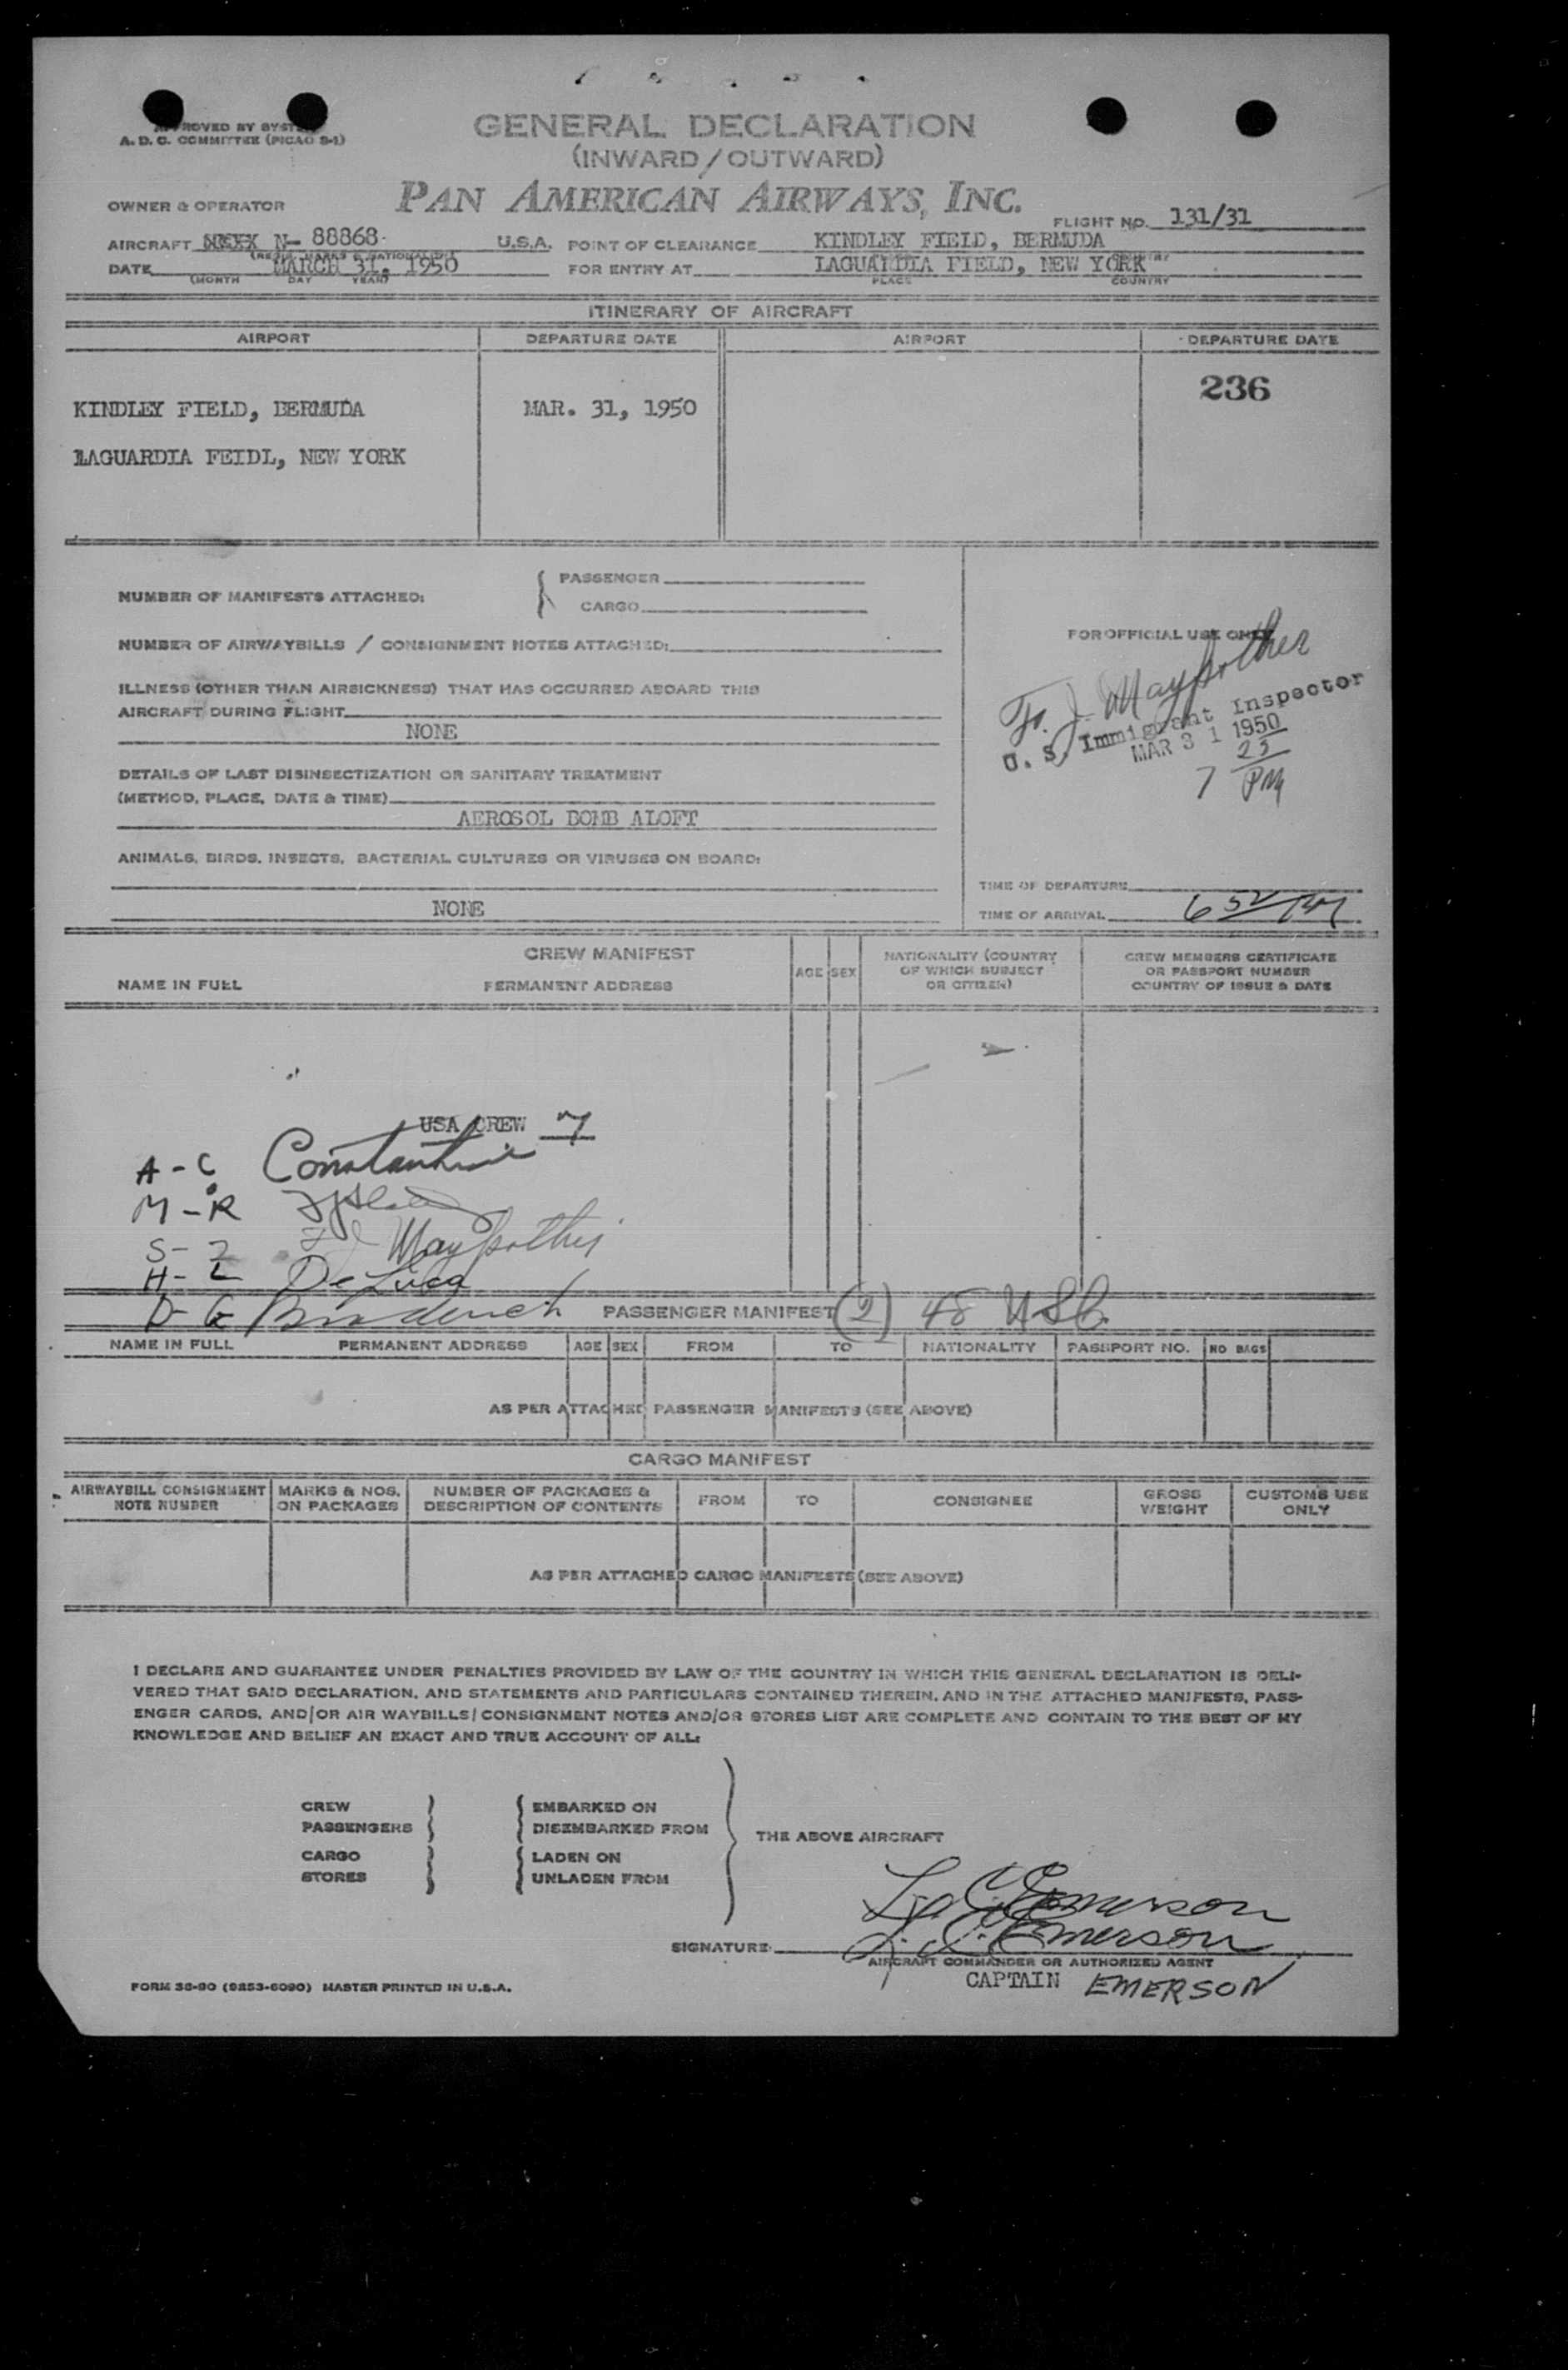 APPROVED BY SYSTEM
A. D. C. COMMITTEE (PICAO 9-1)
GENERAL DECLARATION
(INWARD/OUTWARD)
PAN AMERICAN AIRWAYS, INC.
OWNER & OPERATOR
FLIGHT NO. 131/31
AIRCRAFT N- 88868 U.S.A. POINT OF CLEARANCE KINDLEY FIELD, BERMUDA
DATE MARCH 31, 1950 FOR ENTRY AT LAGUARDIA FIELD, NEW YORK
(MONTH DAY YEAR) PLACE COUNTRY
ITINERARY OF AIRCRAFT
AIRPORT DEPARTURE DATE AIRPORT DEPARTURE DATE
236
KINDLEY FIELD, BERMUDA MAR. 31, 1950
LAGUARDIA FEIDL, NEW YORK
NUMBER OF MANIFESTS ATTACHED: { PASSENGER
CARGO
NUMBER OF AIRWAYBILLS / CONSIGNMENT NOTES ATTACHED:
ILLNESS (OTHER THAN AIRSICKNESS) THAT HAS OCCURRED ABOARD THIS
AIRCRAFT DURING FLIGHT
NONE
DETAILS OF LAST DISINSECTIZATION OR SANITARY TREATMENT
(METHOD, PLACE, DATE & TIME)
AEROSOL BOMB ALOFT
ANIMALS, BIRDS, INSECTS, BACTERIAL CULTURES OR VIRUSES ON BOARD:
NONE
FOR OFFICIAL USE ONLY
F. J. Maypother
U. S. Immigrant Inspector
MAR 31 1950
7 25 PM
TIME OF DEPARTURE
TIME OF ARRIVAL 6 52 PM
CREW MANIFEST
NAME IN FULL PERMANENT ADDRESS AGE SEX NATIONALITY (COUNTRY OF WHICH SUBJECT OR CITIZEN) CREW MEMBERS CERTIFICATE OR PASSPORT NUMBER COUNTRY OF ISSUE & DATE
USA CREW 7
A - C Constantine
M - R
S - Z F J Maypother
H - L De Luca
D - G
PASSENGER MANIFEST (2) 48 USC
NAME IN FULL PERMANENT ADDRESS AGE SEX FROM TO NATIONALITY PASSPORT NO. NO BAGS
AS PER ATTACHED PASSENGER MANIFESTS (SEE ABOVE)
CARGO MANIFEST
AIRWAYBILL CONSIGNMENT NOTE NUMBER MARKS & NOS. ON PACKAGES NUMBER OF PACKAGES & DESCRIPTION OF CONTENTS FROM TO CONSIGNEE GROSS WEIGHT CUSTOMS USE ONLY
AS PER ATTACHED CARGO MANIFESTS (SEE ABOVE)
I DECLARE AND GUARANTEE UNDER PENALTIES PROVIDED BY LAW OF THE COUNTRY IN WHICH THIS GENERAL DECLARATION IS DELI-
VERED THAT SAID DECLARATION, AND STATEMENTS AND PARTICULARS CONTAINED THEREIN, AND IN THE ATTACHED MANIFESTS, PASS-
ENGER CARDS, AND/OR AIR WAYBILLS/CONSIGNMENT NOTES AND/OR STORES LIST ARE COMPLETE AND CONTAIN TO THE BEST OF MY
KNOWLEDGE AND BELIEF AN EXACT AND TRUE ACCOUNT OF ALL:
CREW EMBARKED ON
PASSENGERS DISEMBARKED FROM
THE ABOVE AIRCRAFT
CARGO LADEN ON
STORES UNLADEN FROM
L. C. Emerson
SIGNATURE: L. C. Emerson
AIRCRAFT COMMANDER OR AUTHORIZED AGENT
CAPTAIN EMERSON
FORM 36-90 (9853-6090) MASTER PRINTED IN U.S.A.